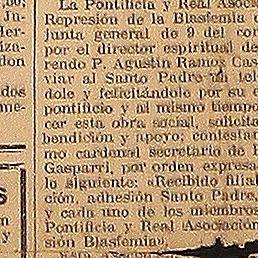 La Pontificia y Real Asoc
Represión de la Blasfemia
junta general de 9 del cor
por el director espiritual de
rendo P. Agustín Ramos Cas
viar al Santo Padre tele
dole y felicitándole por su
pontificio y al mismo tiempo
cer esta obra social, solicita
bendición y apoyo; contestan
mo cardenal secretario de E
Gasparri, por orden expresa
lo siguiente: «Recibido filia
ción, adhesión Santo Padre,
y cada uno de los miembros
Pontificia y Real Asociación
sión Blasfemia».